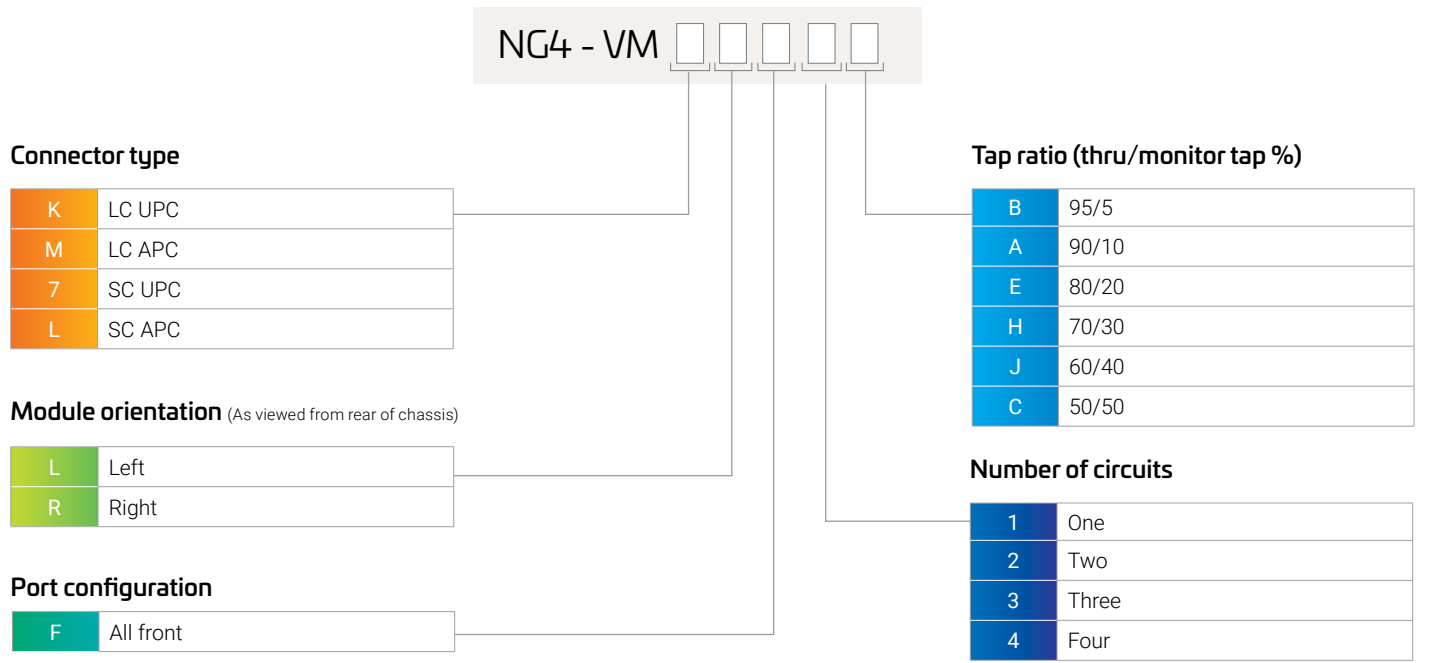 NG4 - VM
Connector type
K LC UPC
M LC APC
7 SC UPC
L SC APC
Module orientation (As viewed from rear of chassis)
L Left
R Right
Port configuration
F All front
Tap ratio (thru/monitor tap %)
B 95/5
A 90/10
E 80/20
H 70/30
J 60/40
C 50/50
Number of circuits
1 One
2 Two
3 Three
4 Four